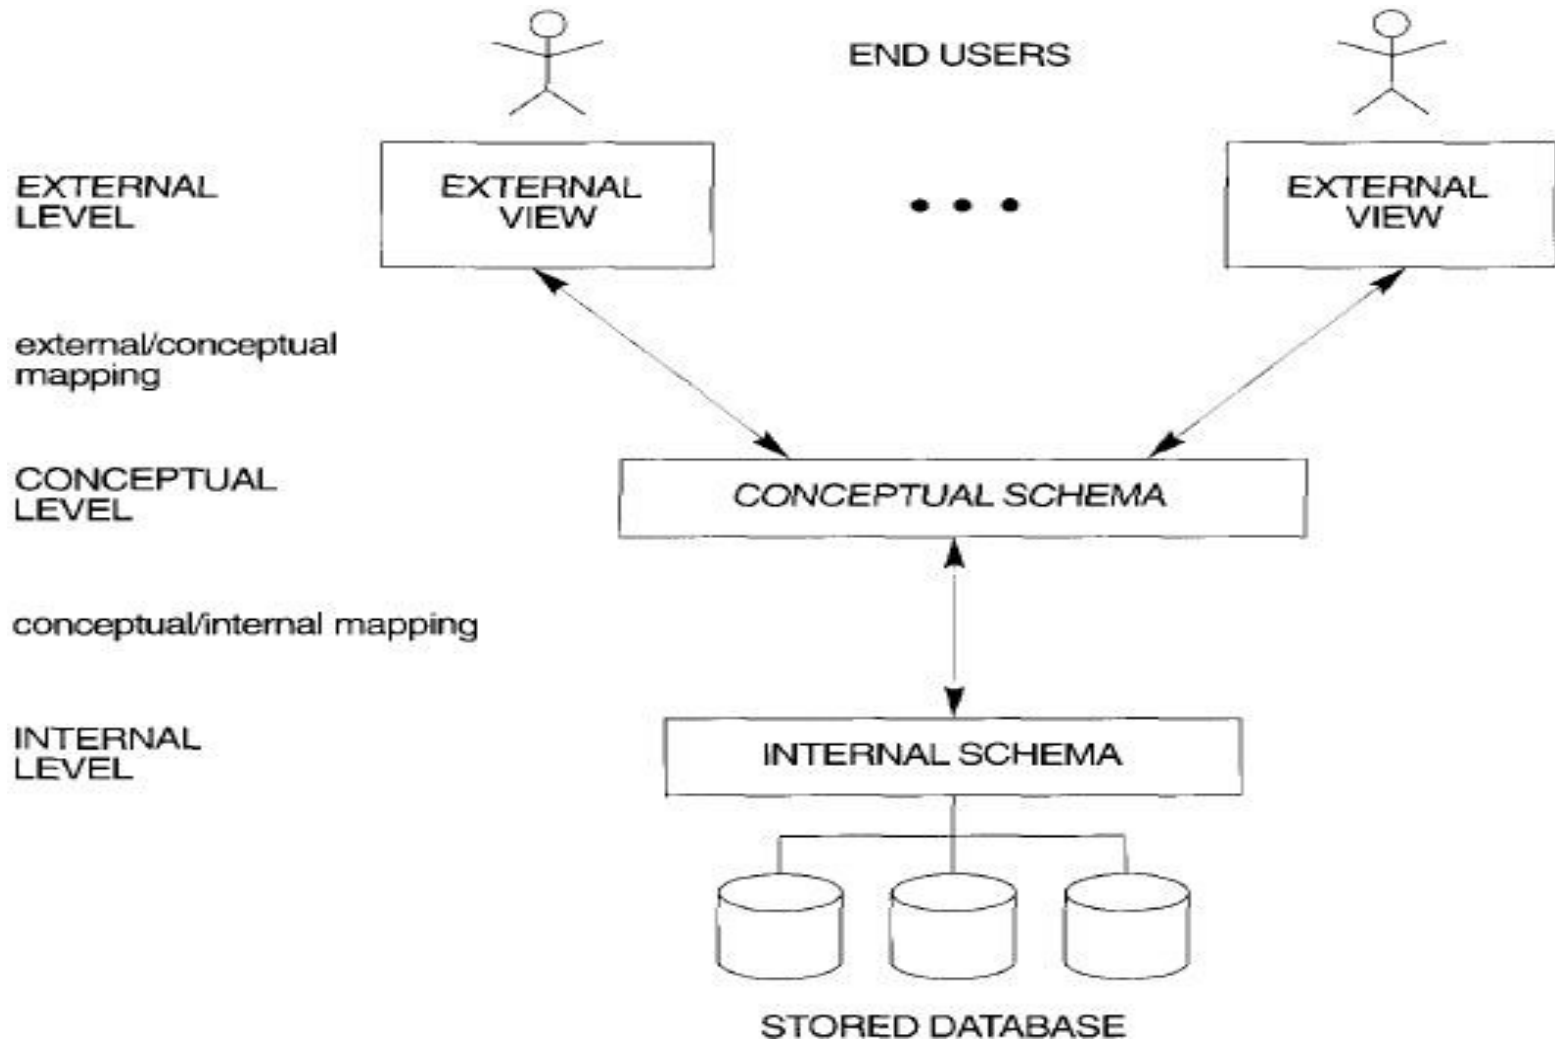 END USERS
EXTERNAL
LEVEL
EXTERNAL
VIEW
EXTERNAL
VIEW
external/conceptual
mapping
CONCEPTUAL
LEVEL
CONCEPTUAL SCHEMA
conceptual/internal mapping
INTERNAL
LEVEL
INTERNAL SCHEMA
STORED DATABASE